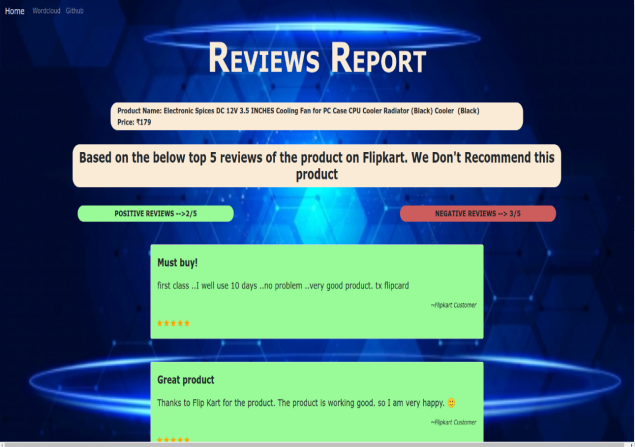 Home Wordcloud Github
Reviews Report
Product Name: Electronic Spices DC 12V 3.5 INCHES Cooling Fan for PC Case CPU Cooler Radiator (Black) Cooler (Black)
Price: ₹179
Based on the below top 5 reviews of the product on Flipkart. We Don't Recommend this
product
POSITIVE REVIEWS -->2/5 NEGATIVE REVIEWS --> 3/5
Must buy!
first class ..I well use 10 days ..no problem ..very good product. tx flipcard
~Flipkart Customer
Great product
Thanks to Flip Kart for the product. The product is working good. so I am very happy. 🙂
~Flipkart Customer